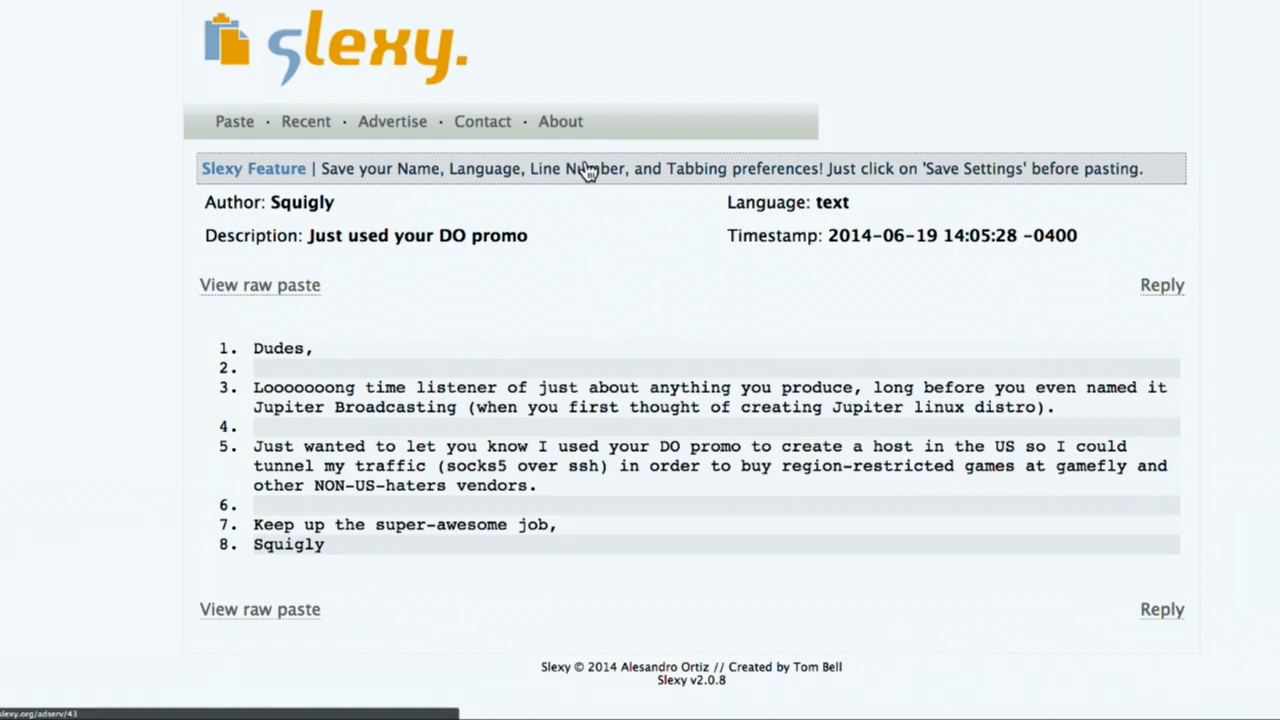 slexy.
Paste · Recent · Advertise · Contact · About
Slexy Feature | Save your Name, Language, Line Number, and Tabbing preferences! Just click on 'Save Settings' before pasting.
Author: Squigly
Language: text
Description: Just used your DO promo
Timestamp: 2014-06-19 14:05:28 -0400
View raw paste
Reply
1. Dudes,
2.
3. Looooooong time listener of just about anything you produce, long before you even named it
Jupiter Broadcasting (when you first thought of creating Jupiter linux distro).
4.
5. Just wanted to let you know I used your DO promo to create a host in the US so I could
tunnel my traffic (socks5 over ssh) in order to buy region-restricted games at gamefly and
other NON-US-haters vendors.
6.
7. Keep up the super-awesome job,
8. Squigly
View raw paste
Reply
Slexy © 2014 Alesandro Ortiz // Created by Tom Bell
Slexy v2.0.8
slexy.org/adserv/43